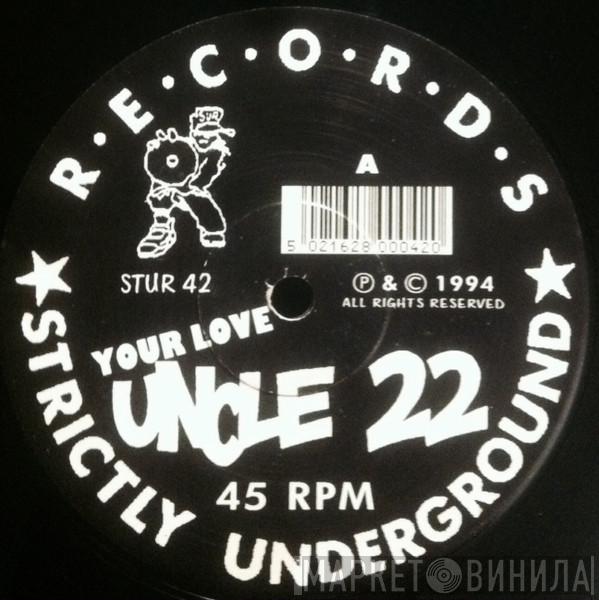 R·E·C·O·R·D·S
SUR
A
5 021628 000420
STUR 42
℗ & © 1994
ALL RIGHTS RESERVED
YOUR LOVE
UNCLE 22
45 RPM
STRICTLY UNDERGROUND
МАРКЕТ ВИНИЛА